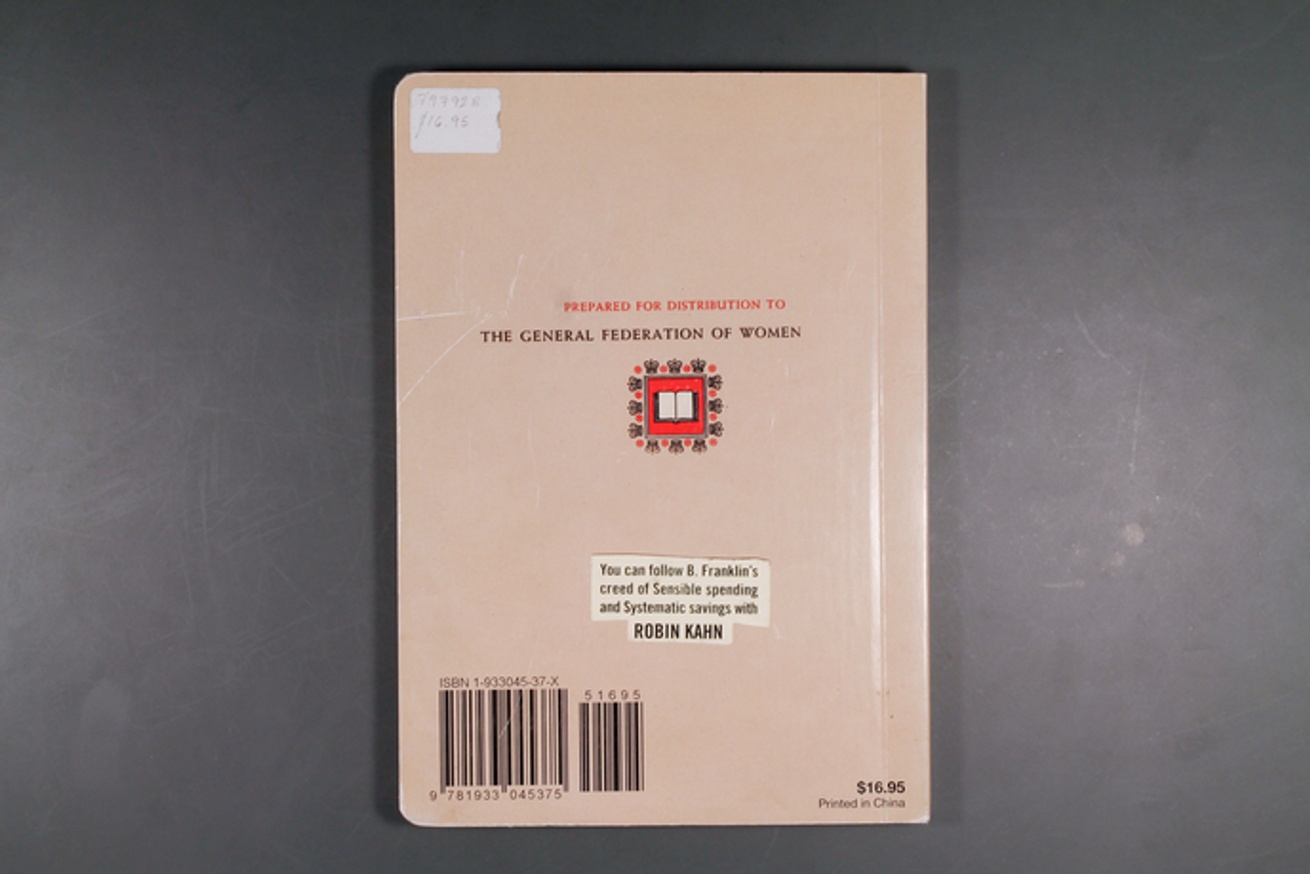 $16.95
PREPARED FOR DISTRIBUTION TO
THE GENERAL FEDERATION OF WOMEN
You can follow B. Franklin's
creed of Sensible spending
and Systematic savings with
ROBIN KAHN
ISBN 1-933045-37-X
51695
9 781933 045375
$16.95
Printed in China